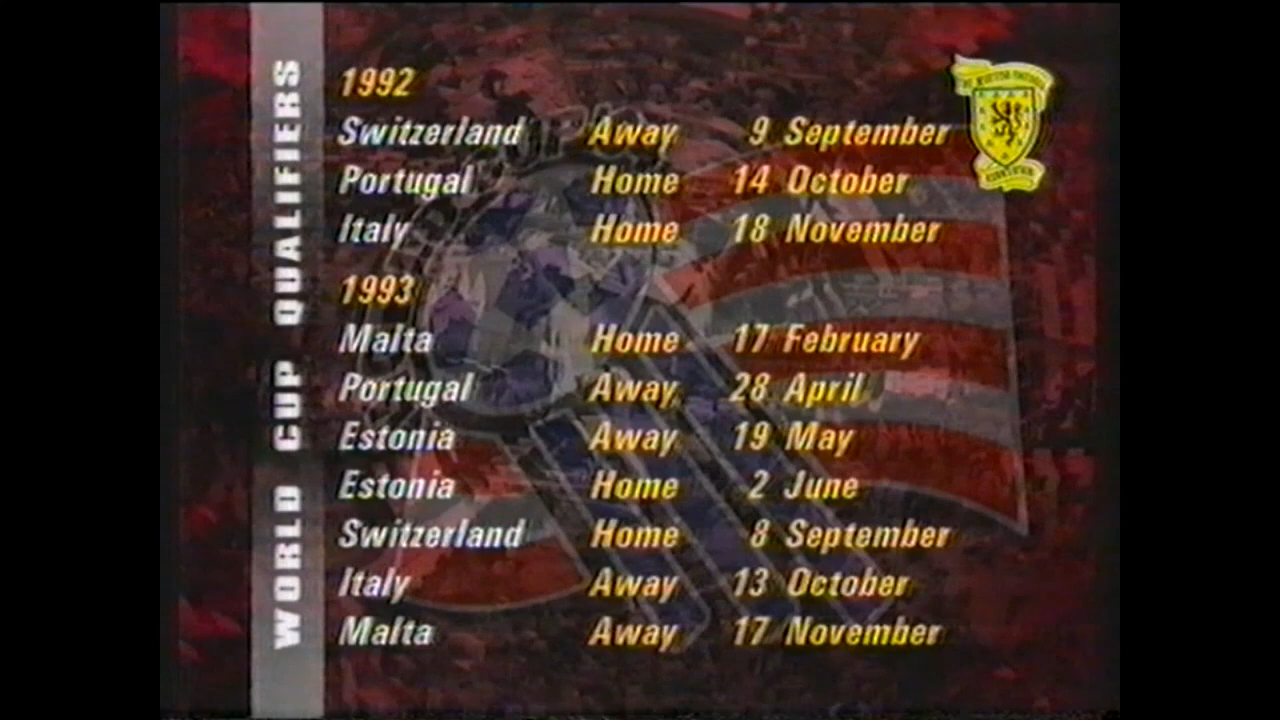 WORLD CUP QUALIFIERS
1992
Switzerland Away 9 September
Portugal Home 14 October
Italy Home 18 November
1993
Malta Home 17 February
Portugal Away 28 April
Estonia Away 19 May
Estonia Home 2 June
Switzerland Home 8 September
Italy Away 13 October
Malta Away 17 November